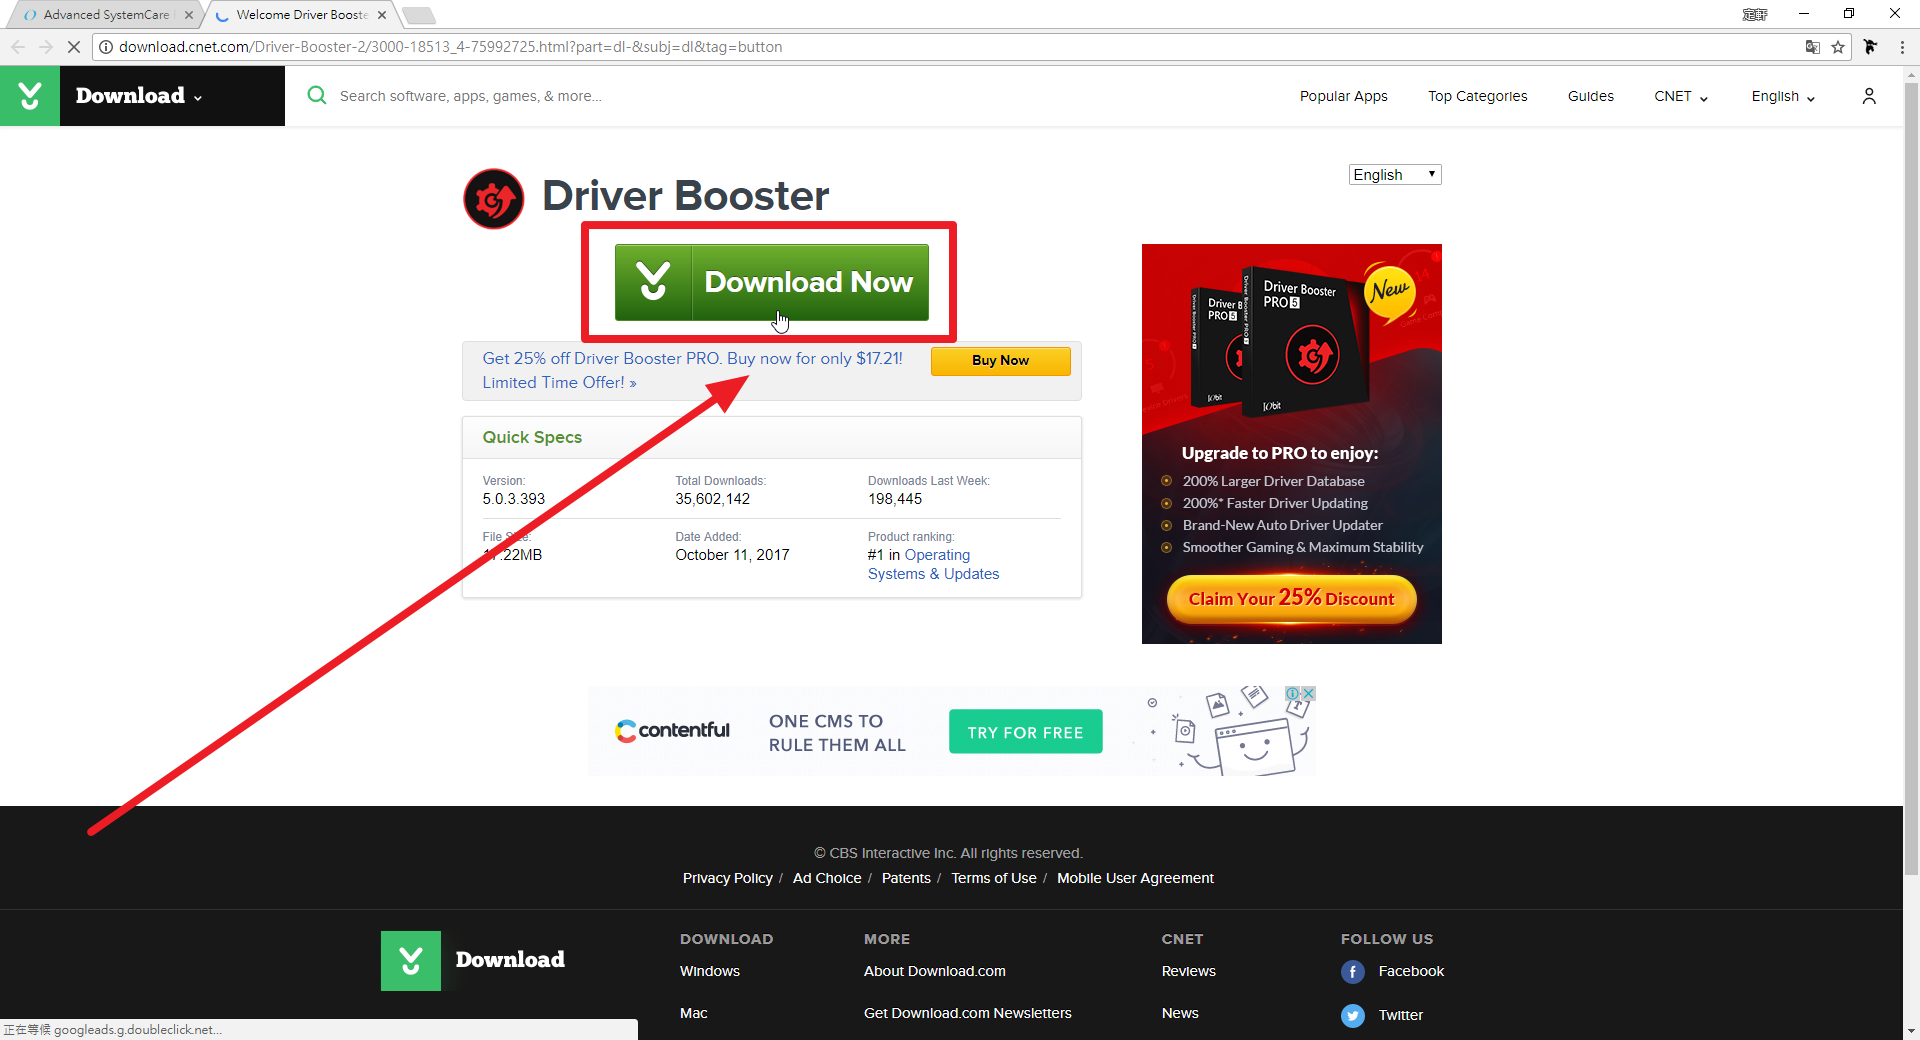 Advanced SystemCare
Welcome Driver Booste
定軒
download.cnet.com/Driver-Booster-2/3000-18513_4-75992725.html?part=dl-&subj=dl&tag=button
Download
Search software, apps, games, & more...
Popular Apps
Top Categories
Guides
CNET
English
Driver Booster
English
Download Now
Get 25% off Driver Booster PRO. Buy now for only $17.21!
Limited Time Offer! »
Buy Now
Quick Specs
Version:
5.0.3.393
Total Downloads:
35,602,142
Downloads Last Week:
198,445
File Size:
17.22MB
Date Added:
October 11, 2017
Product ranking:
#1 in Operating
Systems & Updates
New
Driver Booster
PRO 5
IObit
Upgrade to PRO to enjoy:
200% Larger Driver Database
200%* Faster Driver Updating
Brand-New Auto Driver Updater
Smoother Gaming & Maximum Stability
Claim Your 25% Discount
contentful
ONE CMS TO
RULE THEM ALL
TRY FOR FREE
© CBS Interactive Inc. All rights reserved.
Privacy Policy / Ad Choice / Patents / Terms of Use / Mobile User Agreement
Download
DOWNLOAD
Windows
Mac
MORE
About Download.com
Get Download.com Newsletters
CNET
Reviews
News
FOLLOW US
Facebook
Twitter
正在等候 googleads.g.doubleclick.net...